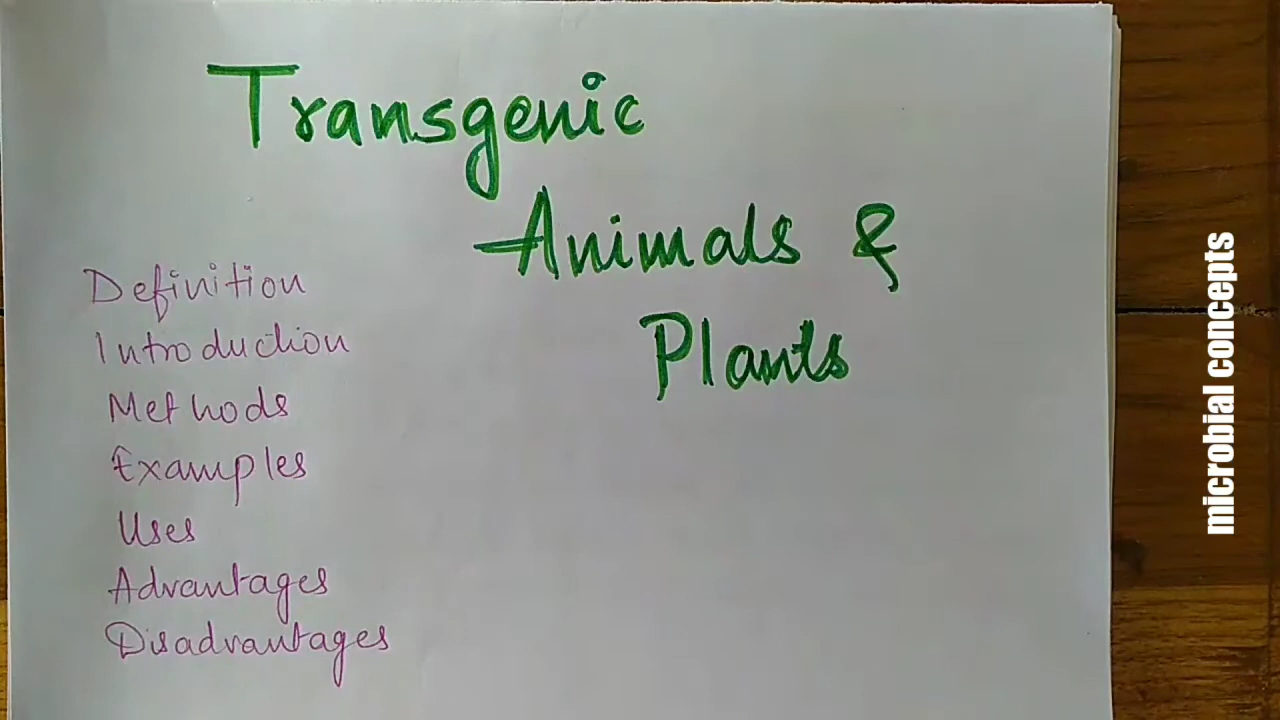 Transgenic
Animals &
Plants
Definition
Introduction
Methods
Examples
Uses
Advantages
Disadvantages
microbial concepts